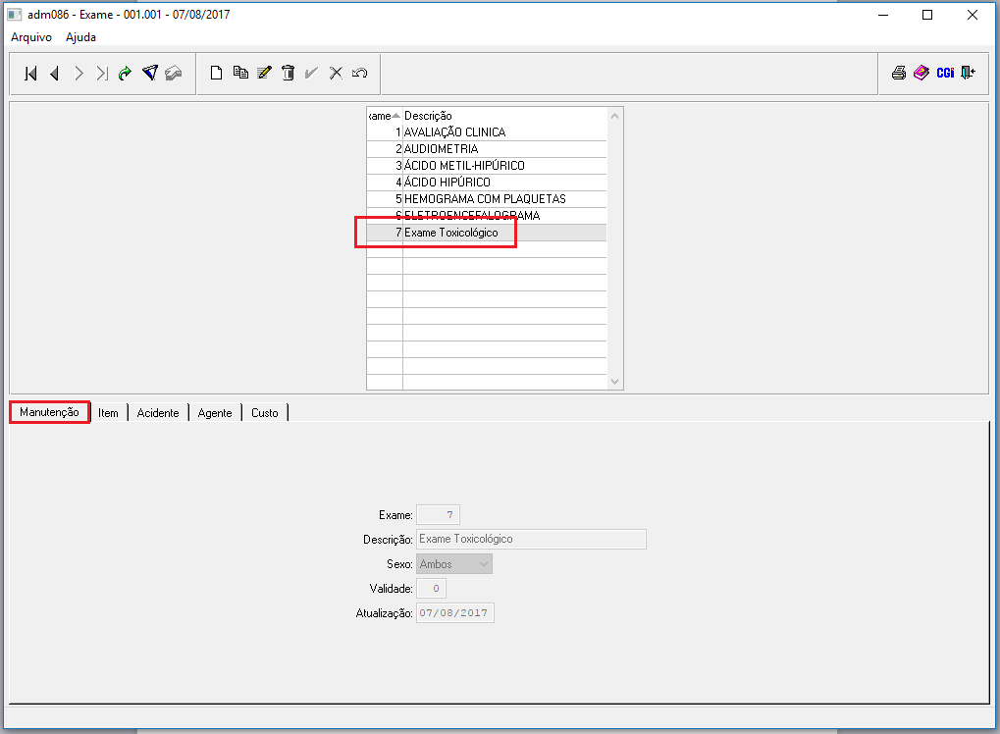 adm086 - Exame - 001.001 - 07/08/2017
Arquivo Ajuda
CGi
xame Descrição
1 AVALIAÇÃO CLINICA
2 AUDIOMETRIA
3 ÁCIDO METIL-HIPÚRICO
4 ÁCIDO HIPÚRICO
5 HEMOGRAMA COM PLAQUETAS
6 ELETROENCEFALOGRAMA
7 Exame Toxicológico
Manutenção Item Acidente Agente Custo
Exame: 7
Descrição: Exame Toxicológico
Sexo: Ambos
Validade: 0
Atualização: 07/08/2017